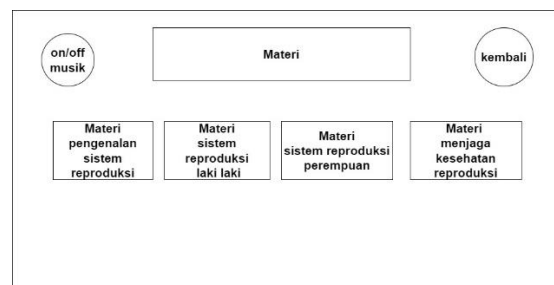 on/off
musik
Materi
kembali
Materi
pengenalan
sistem
reproduksi
Materi
sistem
reproduksi
laki laki
Materi
sistem reproduksi
perempuan
Materi
menjaga
kesehatan
reproduksi